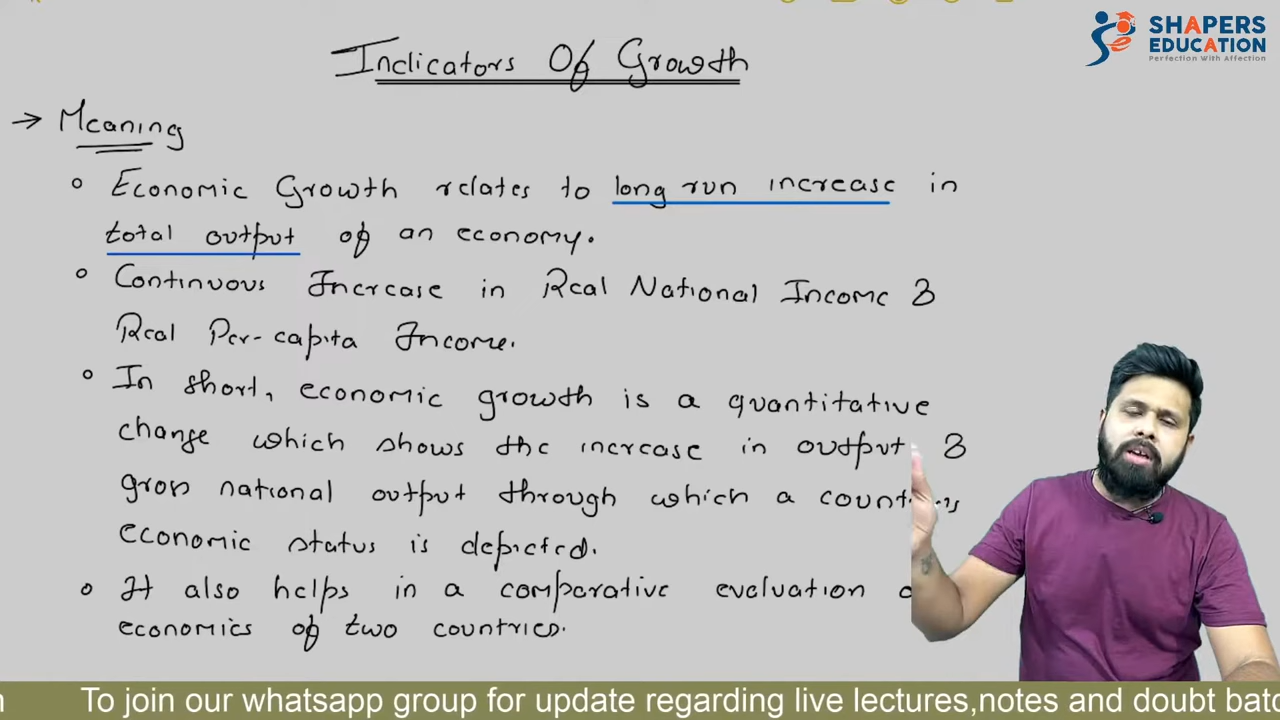 SHAPERS
EDUCATION
Perfection With Affection
Indicators Of Growth
→ Meaning
Economic Growth relates to long run increase in
total output of an economy.
Continuous Increase in Real National Income &
Real Per-capita Income.
In short, economic growth is a quantitative
change which shows the increase in output &
gross national output through which a
economic status is depicted.
It also helps in a comparative evaluation
economics of two countries.
To join our whatsapp group for update regarding live lectures,notes and doubt batc